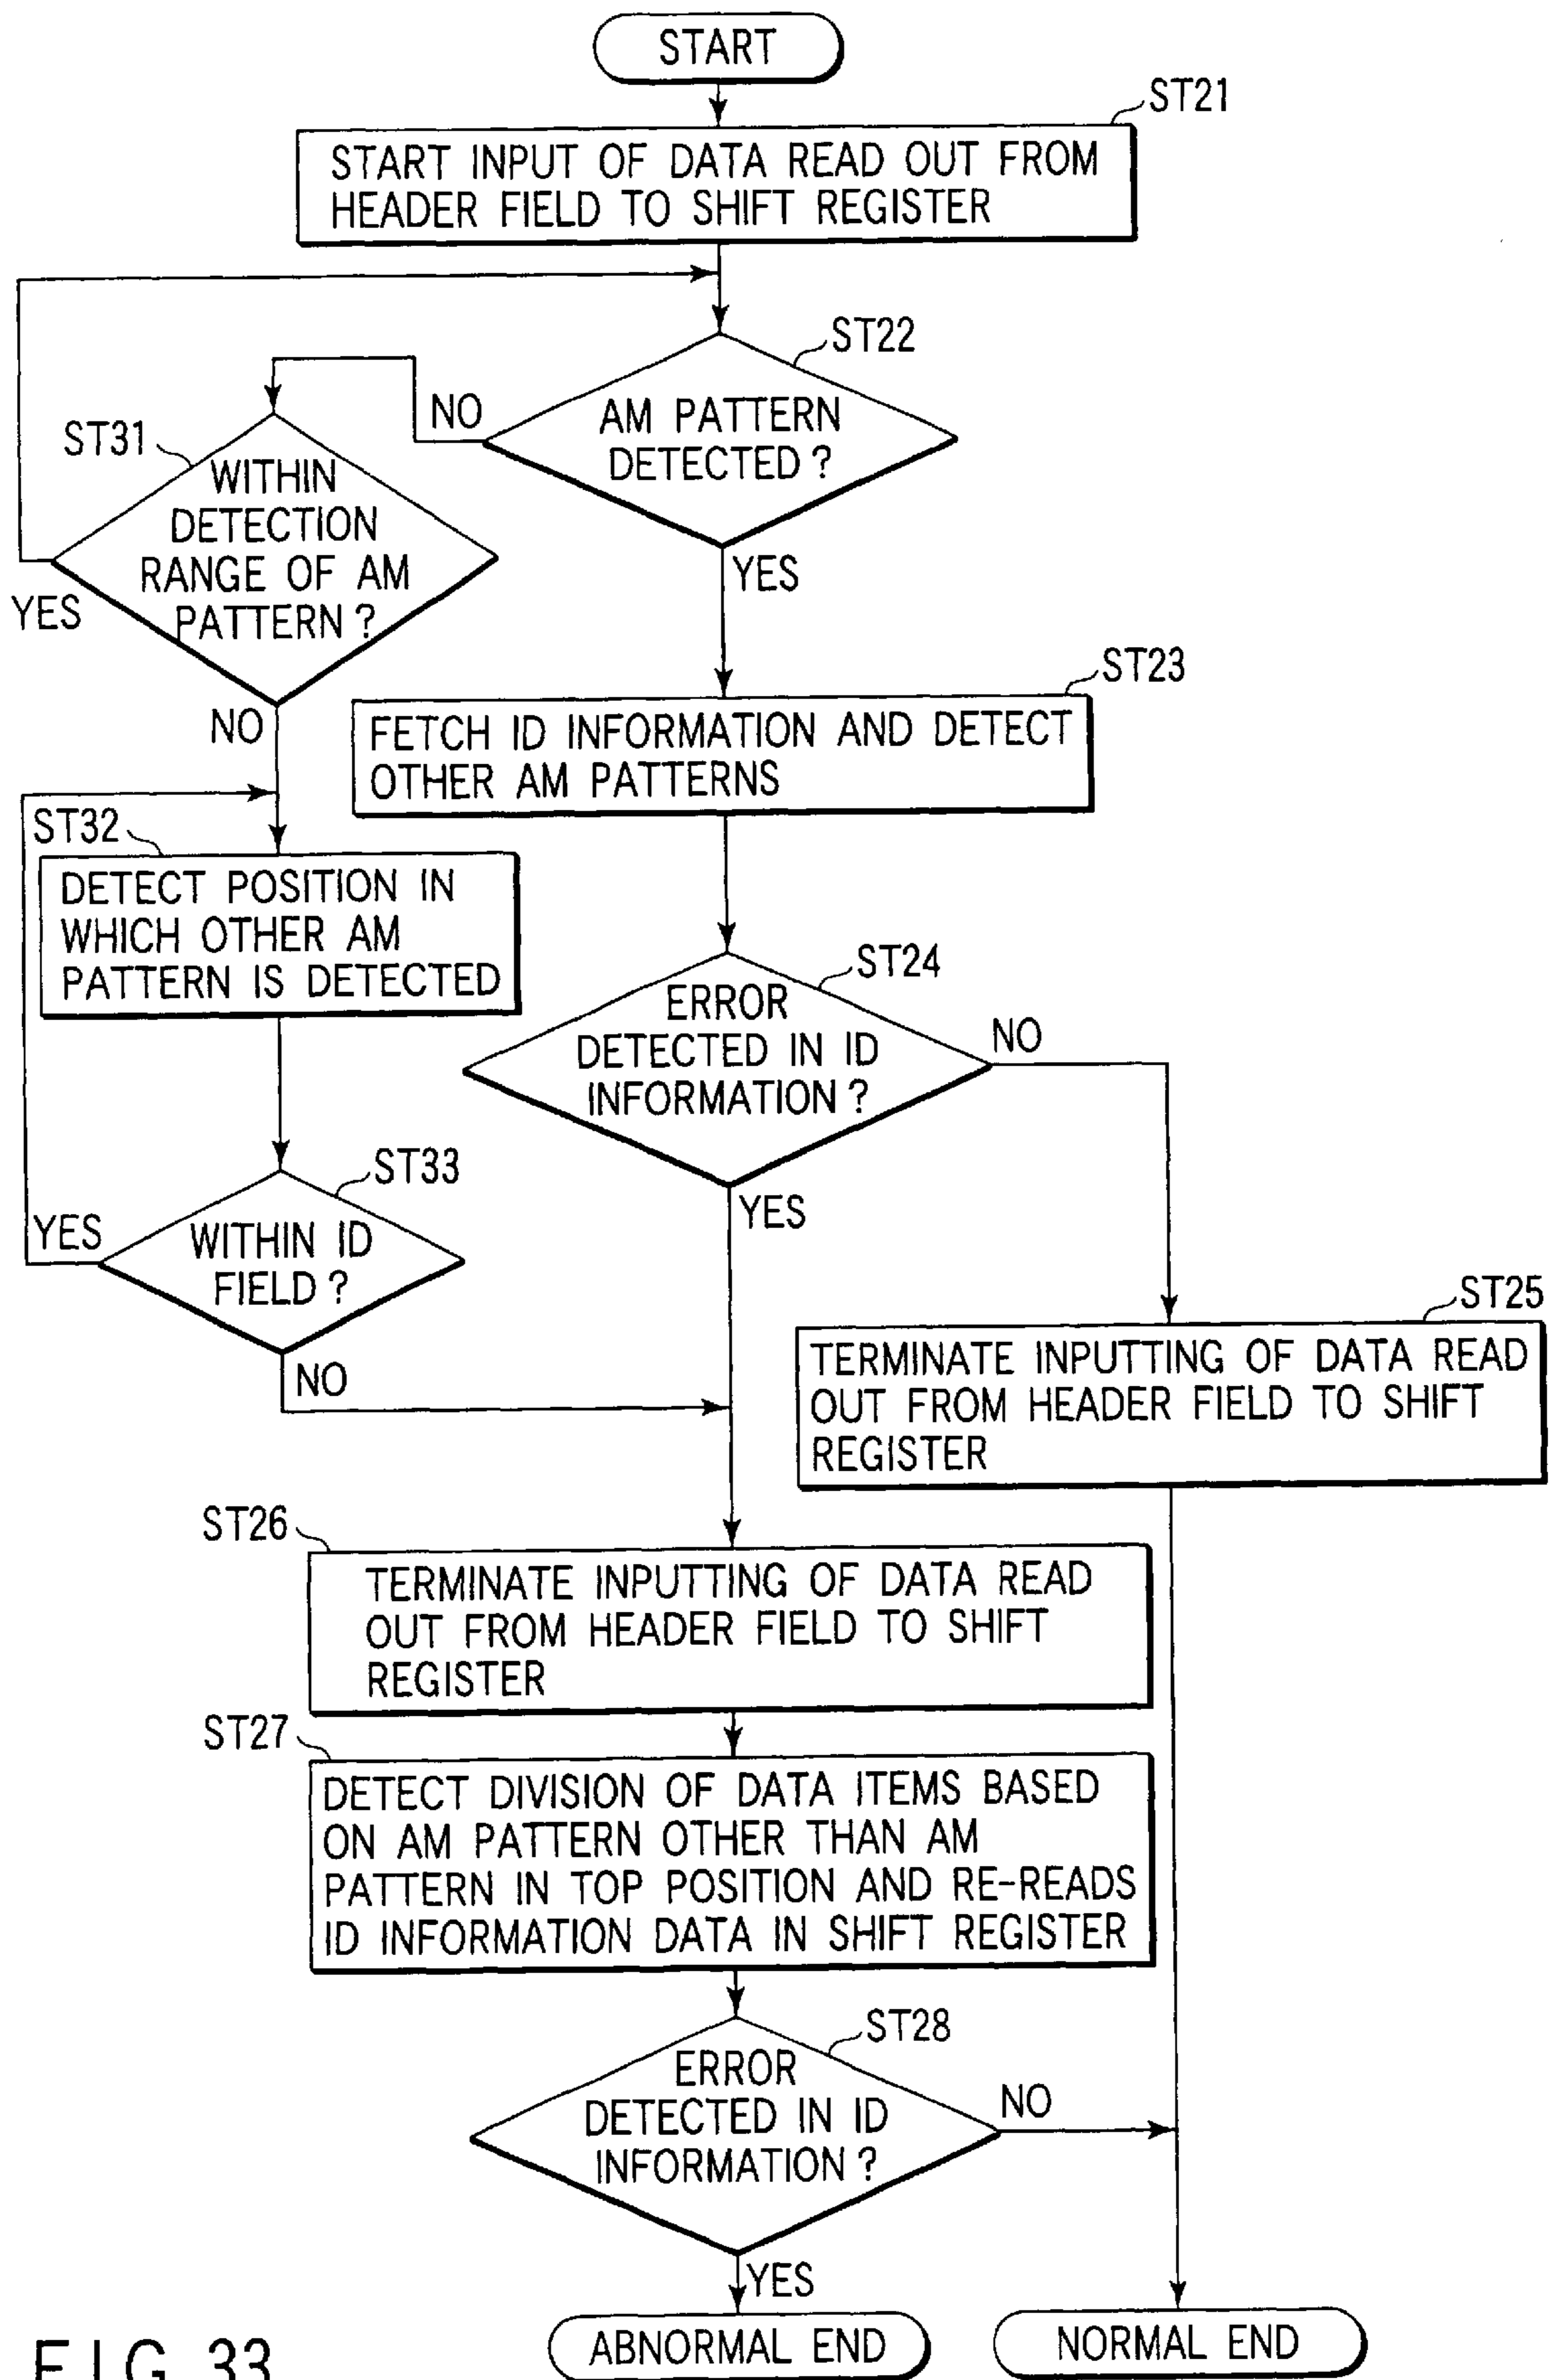 START
ST21
START INPUT OF DATA READ OUT FROM
HEADER FIELD TO SHIFT REGISTER
ST22
AM PATTERN
DETECTED?
NO
YES
ST31
WITHIN
DETECTION
RANGE OF AM
PATTERN?
YES
NO
ST23
FETCH ID INFORMATION AND DETECT
OTHER AM PATTERNS
ST32
DETECT POSITION IN
WHICH OTHER AM
PATTERN IS DETECTED
ST24
ERROR
DETECTED IN ID
INFORMATION?
NO
YES
ST33
WITHIN ID
FIELD?
YES
NO
ST25
TERMINATE INPUTTING OF DATA READ
OUT FROM HEADER FIELD TO SHIFT
REGISTER
ST26
TERMINATE INPUTTING OF DATA READ
OUT FROM HEADER FIELD TO SHIFT
REGISTER
ST27
DETECT DIVISION OF DATA ITEMS BASED
ON AM PATTERN OTHER THAN AM
PATTERN IN TOP POSITION AND RE-READS
ID INFORMATION DATA IN SHIFT REGISTER
ST28
ERROR
DETECTED IN ID
INFORMATION?
NO
YES
ABNORMAL END
NORMAL END
FIG. 33